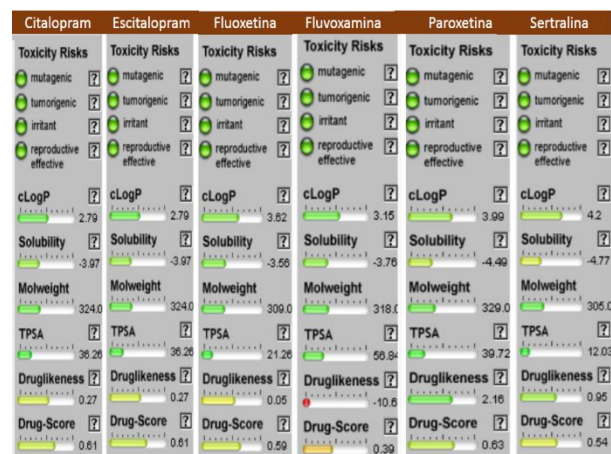 Citalopram
Toxicity Risks
mutagenic ?
tumorigenic ?
irritant ?
reproductive ?
effective
cLogP ?
2.79
Solubility ?
-3.97
Molweight
324.0
TPSA ?
36.26
Druglikeness ?
0.27
Drug-Score ?
0.61
Escitalopram
Toxicity Risks
mutagenic ?
tumorigenic ?
irritant ?
reproductive ?
effective
cLogP ?
2.79
Solubility ?
-3.97
Molweight
324.0
TPSA ?
36.26
Druglikeness ?
0.27
Drug-Score ?
0.61
Fluoxetina
Toxicity Risks
mutagenic ?
tumorigenic ?
irritant ?
reproductive ?
effective
cLogP ?
3.62
Solubility ?
-3.56
Molweight
309.0
TPSA ?
21.26
Druglikeness ?
0.05
Drug-Score ?
0.59
Fluvoxamina
Toxicity Risks
mutagenic ?
tumorigenic ?
irritant ?
reproductive ?
effective
cLogP ?
3.15
Solubility ?
-3.76
Molweight
318.0
TPSA ?
56.84
Druglikeness ?
-10.6
Drug-Score ?
0.39
Paroxetina
Toxicity Risks
mutagenic ?
tumorigenic ?
irritant ?
reproductive ?
effective
cLogP ?
3.99
Solubility ?
-4.49
Molweight ?
329.0
TPSA ?
39.72
Druglikeness ?
2.16
Drug-Score ?
0.63
Sertralina
Toxicity Risks
mutagenic ?
tumorigenic ?
irritant ?
reproductive ?
effective
cLogP ?
4.2
Solubility ?
-4.77
Molweight ?
305.0
TPSA ?
12.03
Druglikeness ?
0.95
Drug-Score ?
0.54